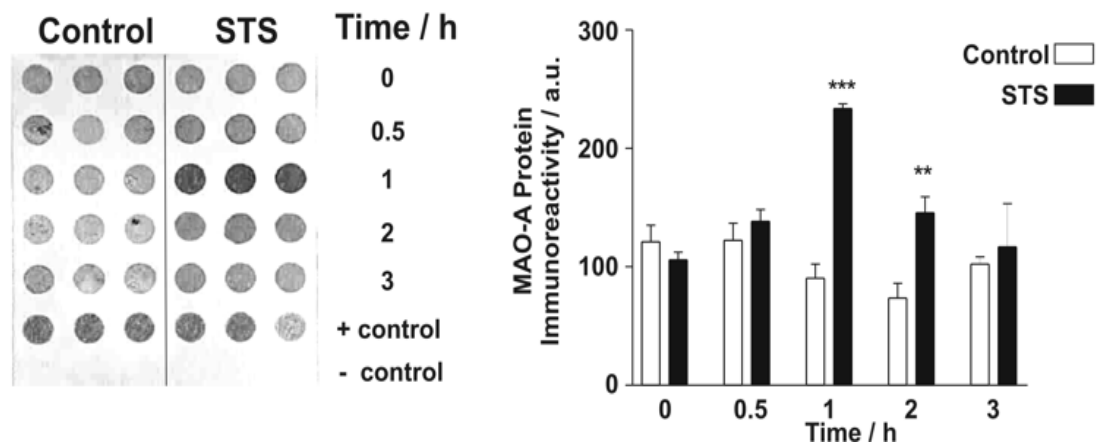 Control STS Time / h
0
0.5
1
2
3
+ control
- control
MAO-A Protein
Immunoreactivity / a.u.
300
200
100
0
Control
STS
***
**
0 0.5 1 2 3
Time / h